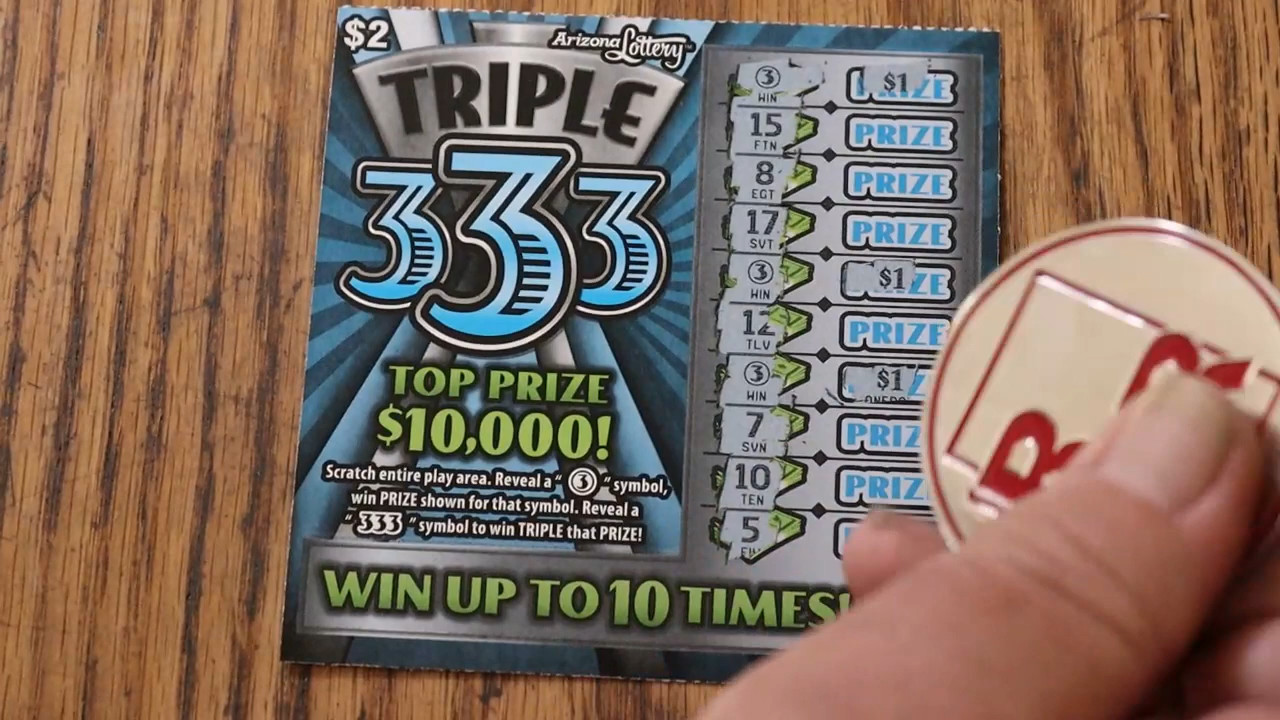 $2
Arizona Lottery™
TRIPLE
333
TOP PRIZE
$10,000!
Scratch entire play area. Reveal a " ③ " symbol,
win PRIZE shown for that symbol. Reveal a
" 333 " symbol to win TRIPLE that PRIZE!
WIN UP TO 10 TIMES!
③ $1
WIN
15 PRIZE
FTN
8 PRIZE
EGT
17 PRIZE
SVT
③ $1
WIN
12 PRIZE
TLV
③ $1
WIN
7 PRIZ
SVN
10 PRIZ
TEN
5